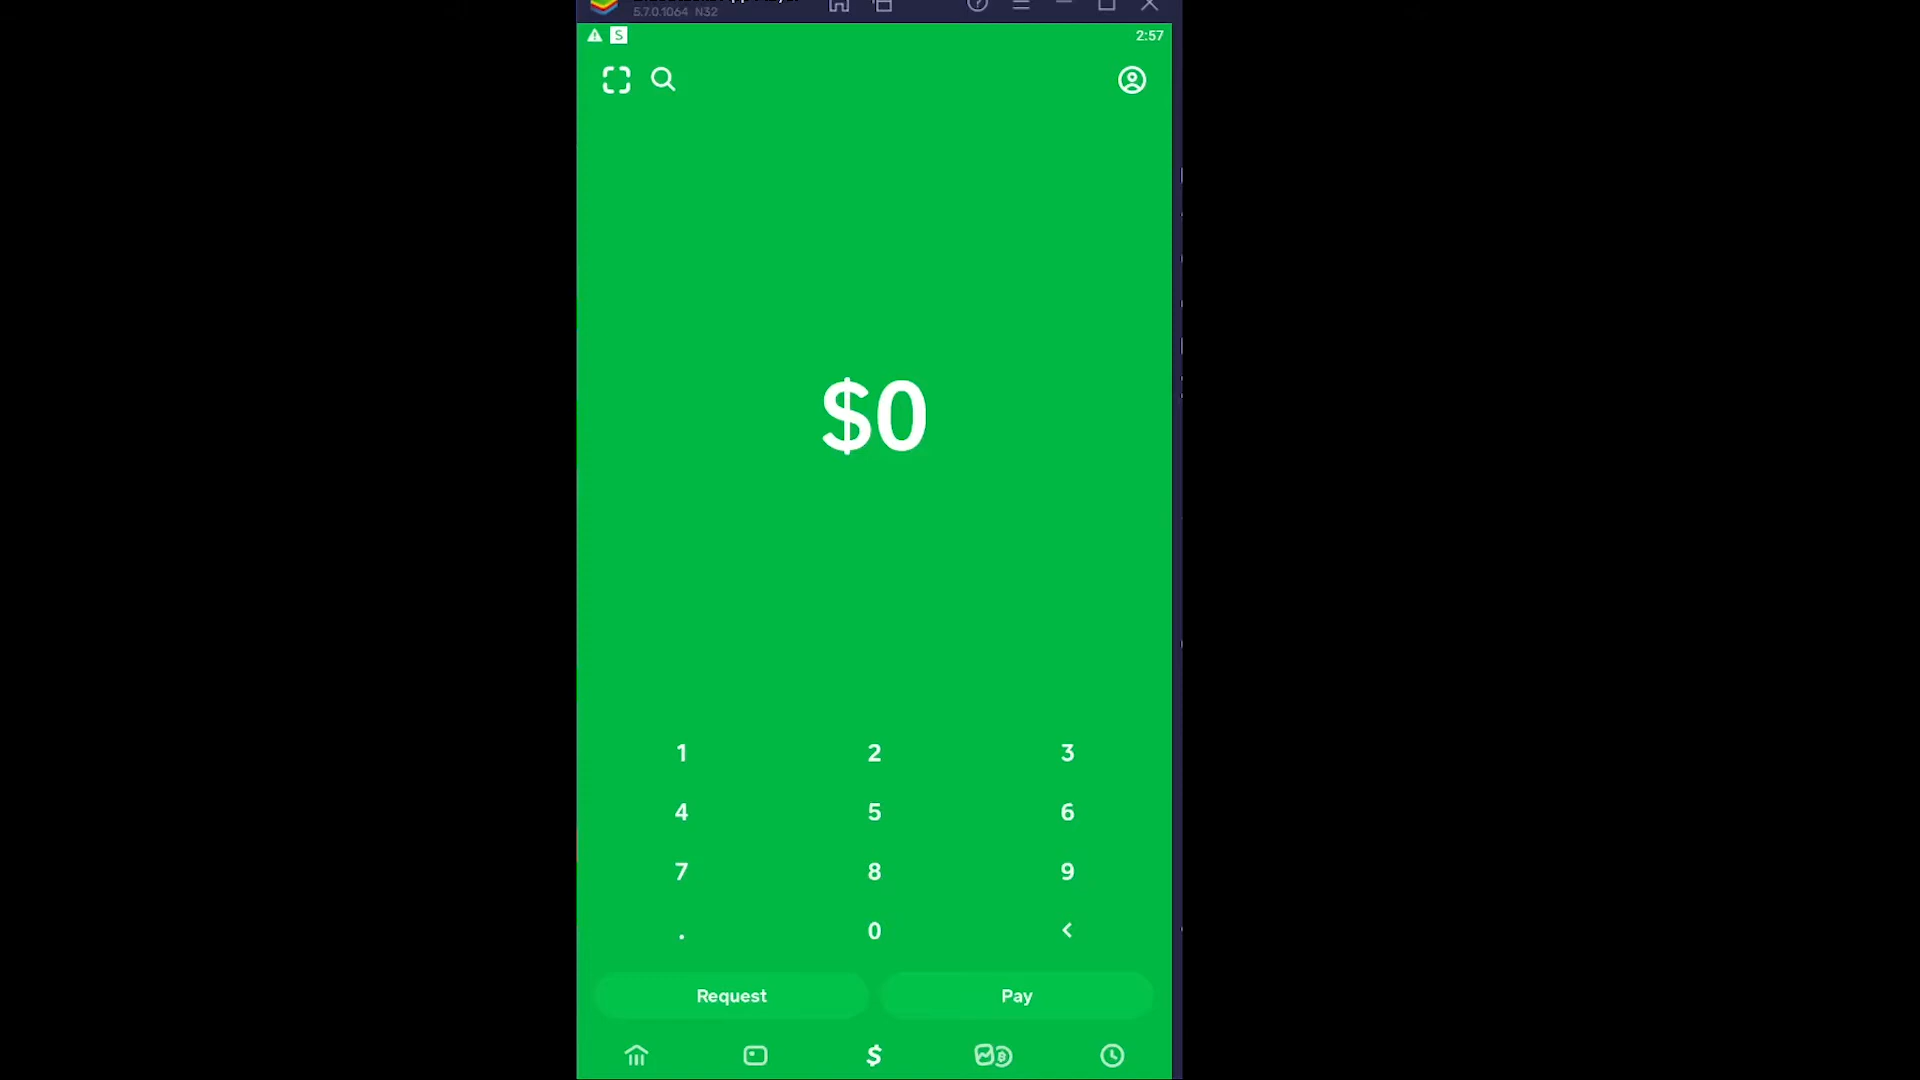 5.7.0.1064 N32
S
2:57
$0
1 2 3
4 5 6
7 8 9
. 0 <
Request Pay
$